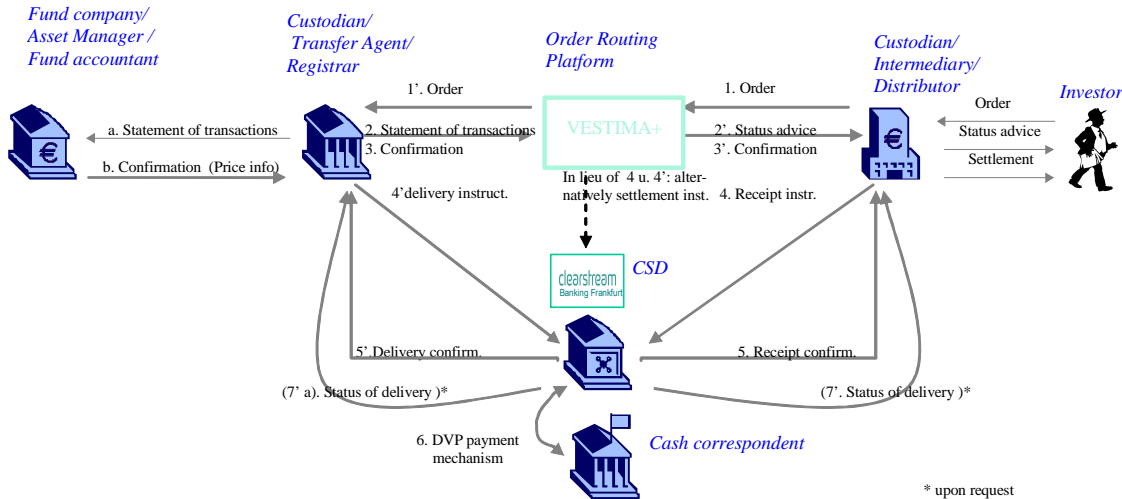 Fund company/
Asset Manager /
Fund accountant
Custodian/
Transfer Agent/
Registrar
Order Routing
Platform
Custodian/
Intermediary/
Distributor
Investor
1’. Order
1. Order
Order
a. Statement of transactions
2. Statement of transactions
VESTIMA+
2’. Status advice
Status advice
3. Confirmation
3’. Confirmation
Settlement
b. Confirmation (Price info)
4’delivery instruct.
In lieu of 4 u. 4’: alter-
natively settlement inst.
4. Receipt instr.
CSD
clearstream
Banking Frankfurt
5’.Delivery confirm.
5. Receipt confirm.
(7’ a). Status of delivery )*
(7’. Status of delivery )*
6. DVP payment
mechanism
Cash correspondent
* upon request